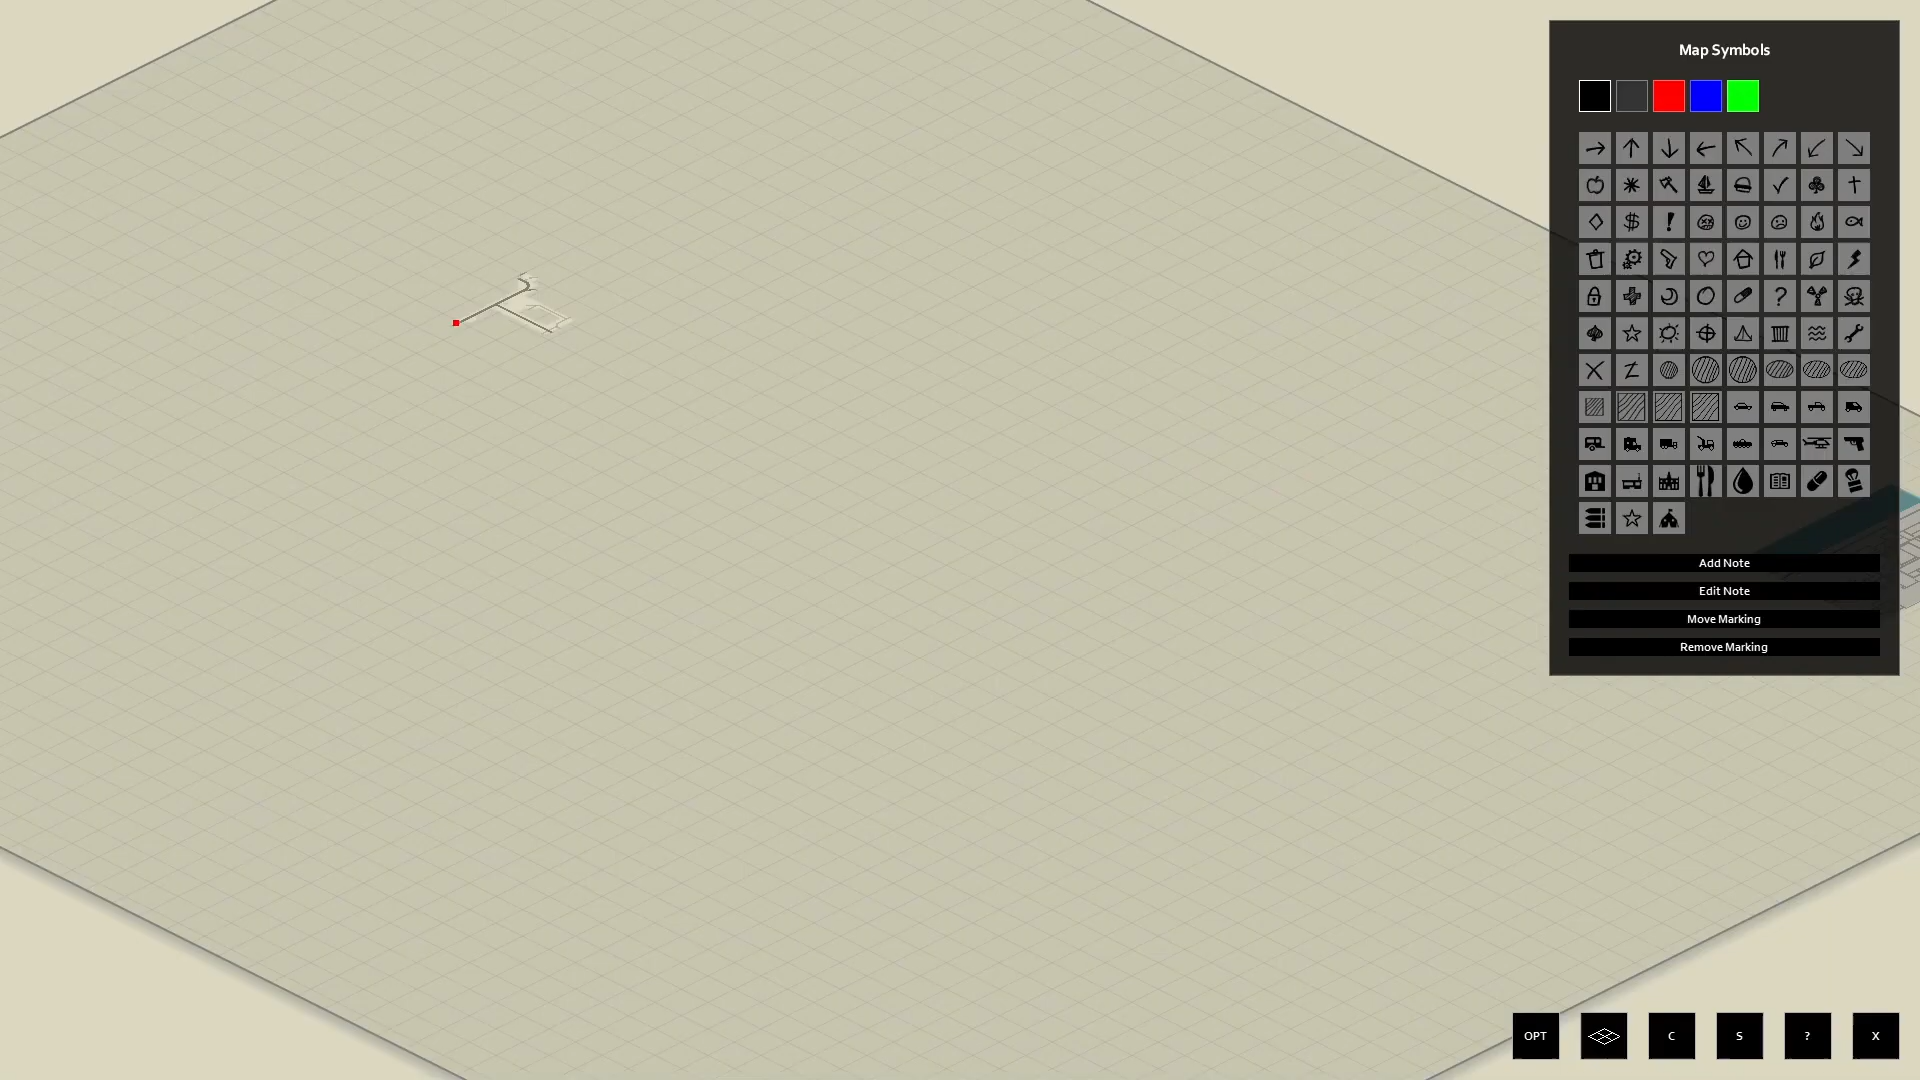 Map Symbols
Add Note
Edit Note
Move Marking
Remove Marking
OPT
C
S
?
X